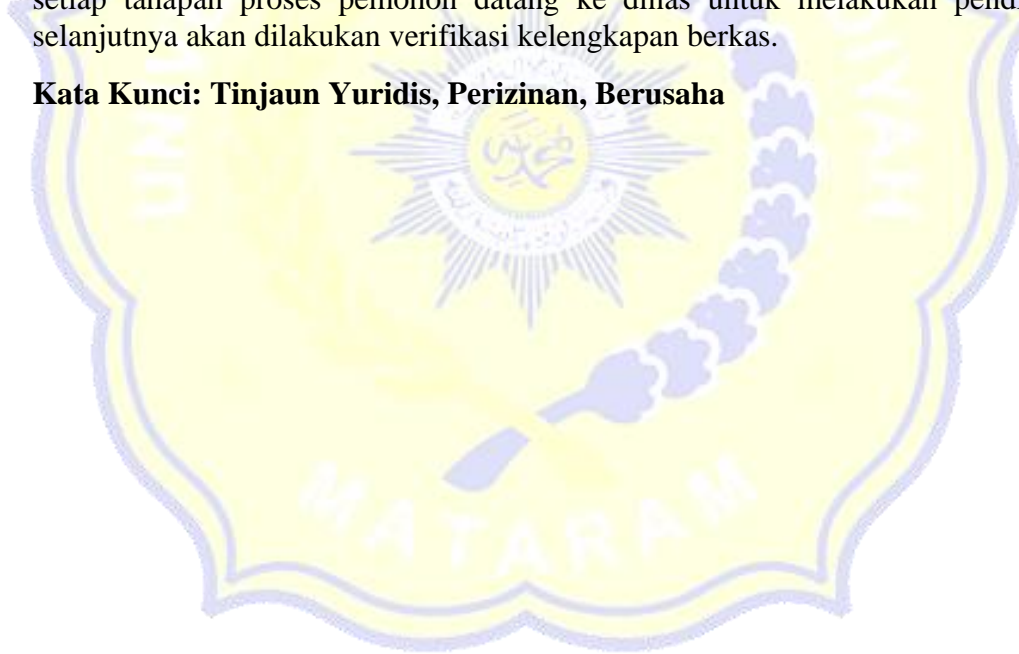 setiap tahapan proses pemohon datang ke dinas untuk melakukan
selanjutnya akan dilakukan verifikasi kelengkapan berkas.
Kata Kunci: Tinjaun Yuridis, Perizinan, Berusaha
MATARAM